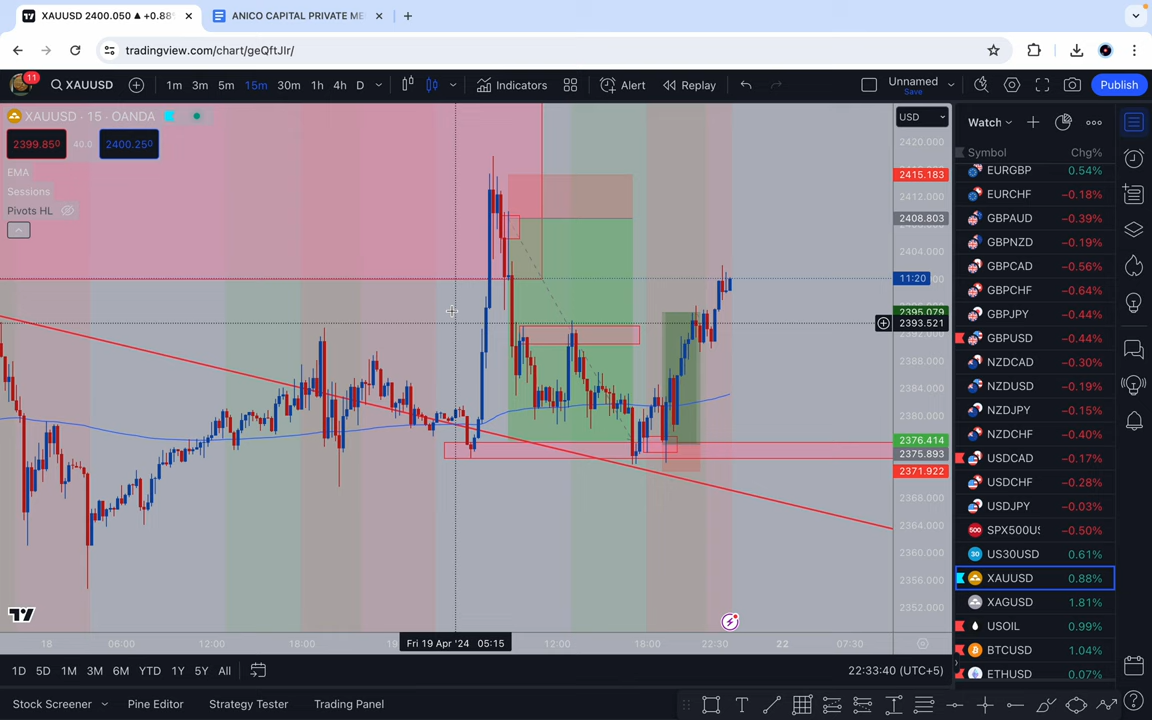 XAUUSD 2400.050 ▲ +0.88%
ANICO CAPITAL PRIVATE ME
tradingview.com/chart/geQftJIr/
11
XAUUSD
1m 3m 5m 15m 30m 1h 4h D
Indicators
Alert
Replay
Unnamed
Save
Publish
XAUUSD · 15 · OANDA
2399.850
40.0
2400.250
EMA
Sessions
Pivots HL
USD
2420.000
2415.183
2412.000
2408.803
2404.000
11:20
2395.079
2393.521
2388.000
2384.000
2380.000
2376.414
2375.893
2371.922
2368.000
2364.000
2360.000
2356.000
2352.000
18 06:00 12:00 18:00 Fri 19 Apr '24 05:15 12:00 18:00 22:30 22 07:30
Watch
Symbol Chg%
EURGBP 0.54%
EURCHF −0.18%
GBPAUD −0.39%
GBPNZD −0.19%
GBPCAD −0.56%
GBPCHF −0.64%
GBPJPY −0.44%
GBPUSD −0.44%
NZDCAD −0.30%
NZDUSD −0.19%
NZDJPY −0.15%
NZDCHF −0.40%
USDCAD −0.17%
USDCHF −0.28%
USDJPY −0.03%
500 SPX500US −0.50%
30 US30USD 0.61%
XAUUSD 0.88%
XAGUSD 1.81%
USOIL 0.99%
BTCUSD 1.04%
ETHUSD 0.07%
1D 5D 1M 3M 6M YTD 1Y 5Y All
22:33:40 (UTC+5)
Stock Screener Pine Editor Strategy Tester Trading Panel